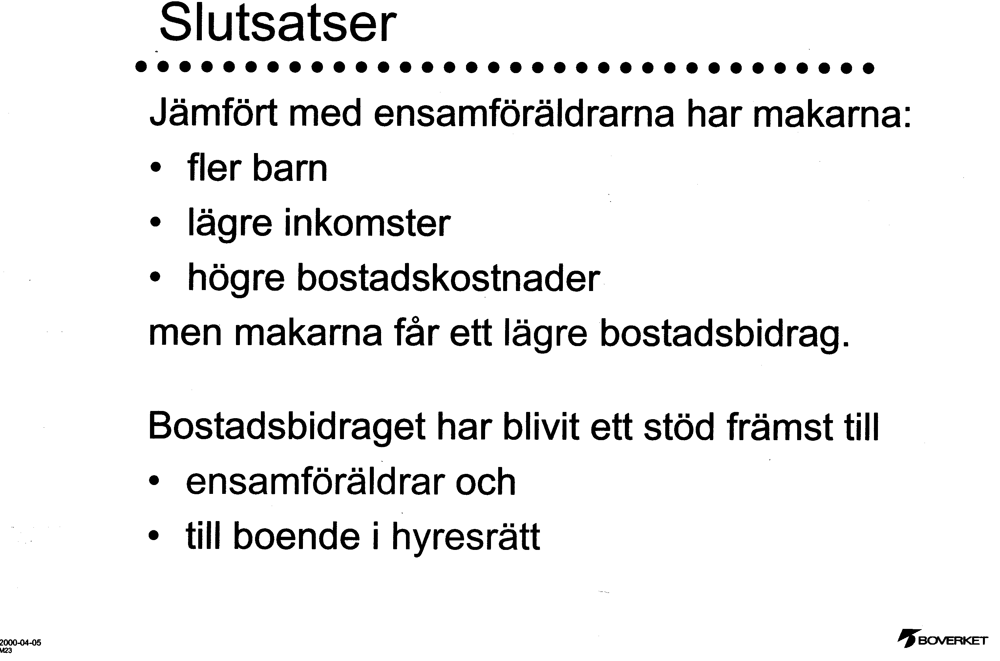 Slutsatser
Jämfört med ensamföräldrarna har makarna:
• fler barn
• lägre inkomster
• högre bostadskostnader
men makarna får ett lägre bostadsbidrag.
Bostadsbidraget har blivit ett stöd främst till
• ensamföräldrar och
• till boende i hyresrätt
2000-04-05
M23
BOVERKET